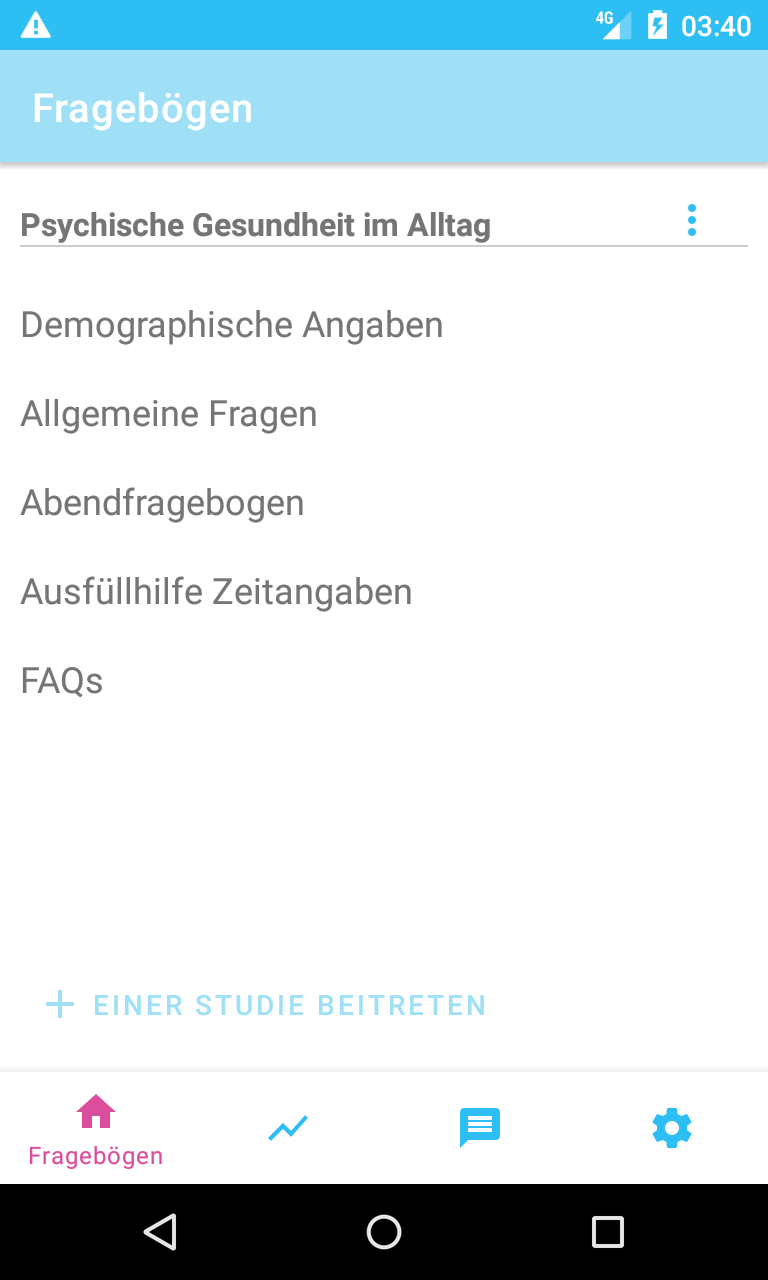 4G 03:40
Fragebögen
Psychische Gesundheit im Alltag
Demographische Angaben
Allgemeine Fragen
Abendfragebogen
Ausfüllhilfe Zeitangaben
FAQs
EINER STUDIE BEITRETEN
Fragebögen